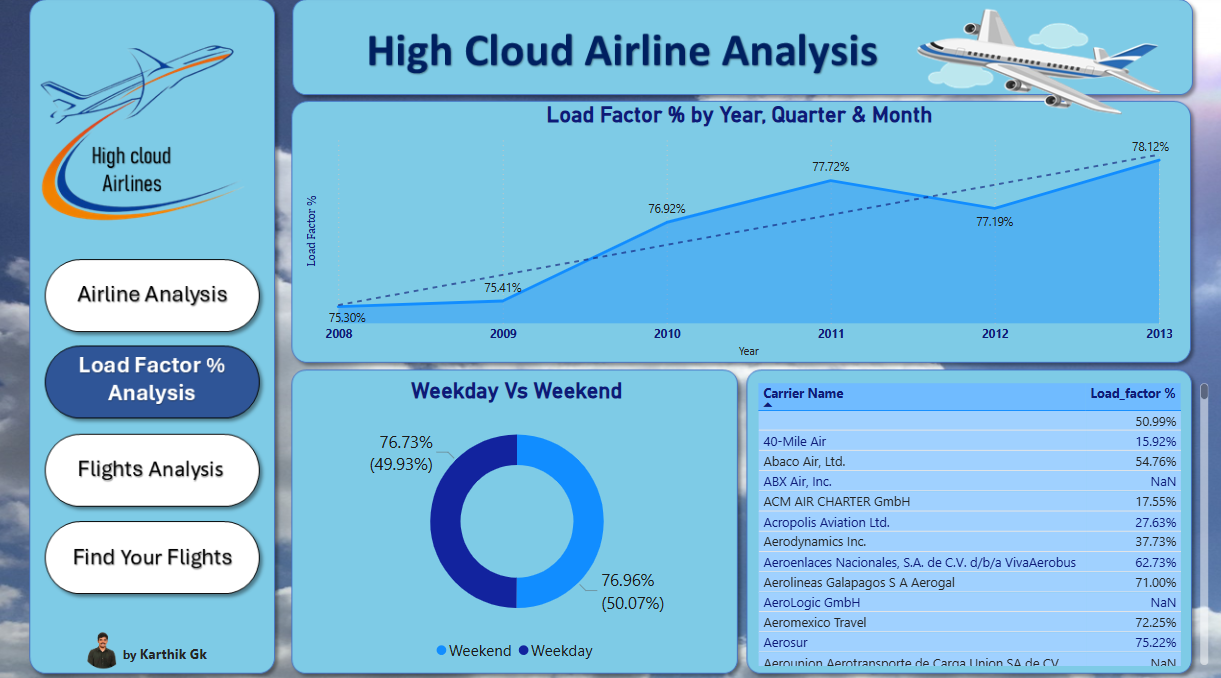 High cloud
Airlines
Airline Analysis
Load Factor %
Analysis
Flights Analysis
Find Your Flights
by Karthik Gk
High Cloud Airline Analysis
Load Factor % by Year, Quarter & Month
Load Factor %
75.30%
75.41%
76.92%
77.72%
77.19%
78.12%
2008 2009 2010 2011 2012 2013
Year
Weekday Vs Weekend
76.73%
(49.93%)
76.96%
(50.07%)
Weekend Weekday
Carrier Name Load_factor %
50.99%
40-Mile Air 15.92%
Abaco Air, Ltd. 54.76%
ABX Air, Inc. NaN
ACM AIR CHARTER GmbH 17.55%
Acropolis Aviation Ltd. 27.63%
Aerodynamics Inc. 37.73%
Aeroenlaces Nacionales, S.A. de C.V. d/b/a VivaAerobus 62.73%
Aerolineas Galapagos S A Aerogal 71.00%
AeroLogic GmbH NaN
Aeromexico Travel 72.25%
Aerosur 75.22%
Aerounion Aerotransporte de Carga Union SA de CV NaN